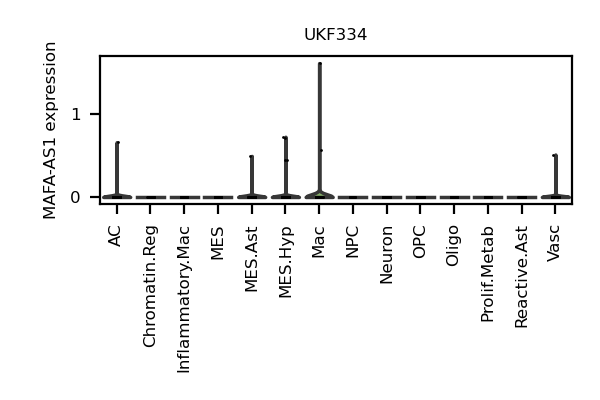 UKF334
MAFA-AS1 expression
1
0
AC
Chromatin.Reg
Inflammatory.Mac
MES
MES.Ast
MES.Hyp
Mac
NPC
Neuron
OPC
Oligo
Prolif.Metab
Reactive.Ast
Vasc